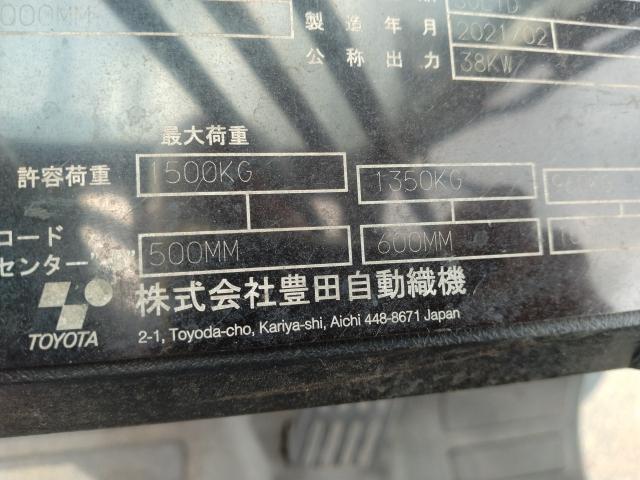 000MM
製造年月 2021/02
公称出力 38KW
最大荷重
許容荷重 1500KG 1350KG
コード
センター 500MM 600MM
株式会社豊田自動織機
TOYOTA 2-1, Toyoda-cho, Kariya-shi, Aichi 448-8671 Japan